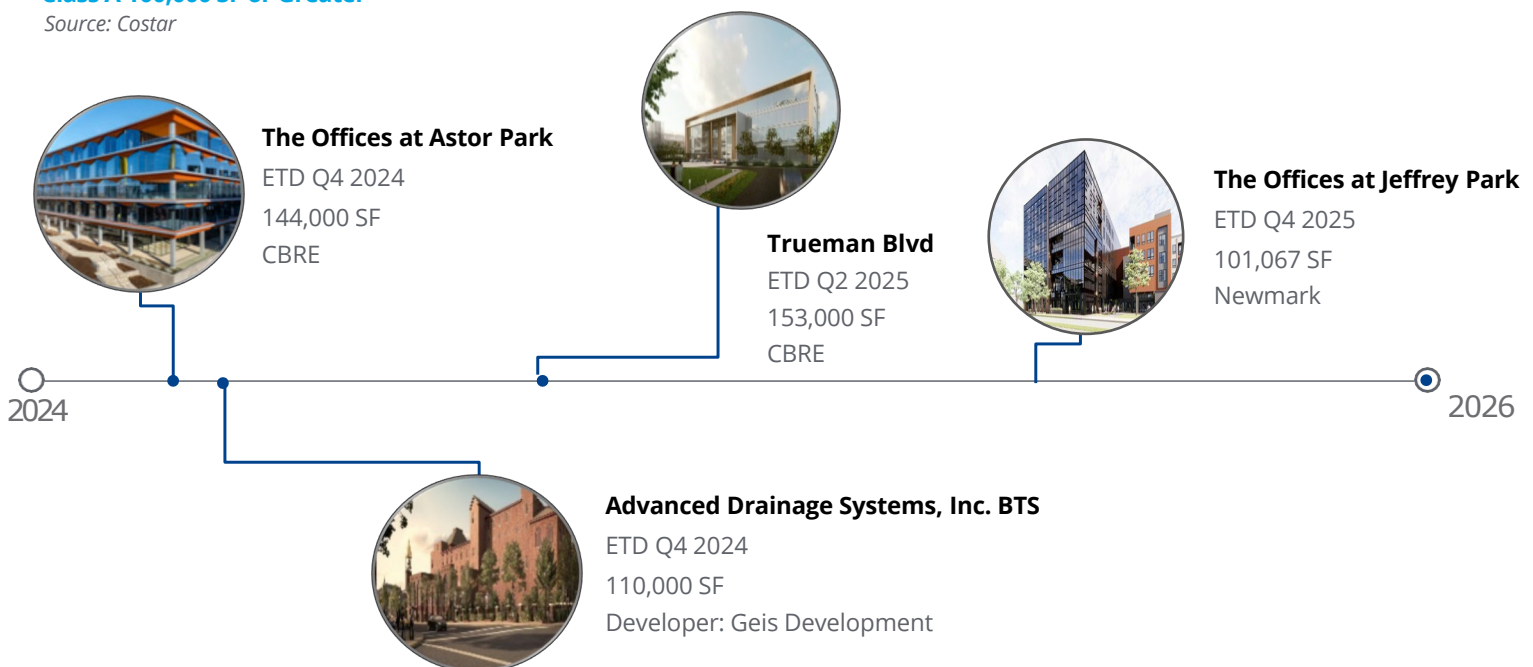 Source: Costar
The Offices at Astor Park
ETD Q4 2024
144,000 SF
CBRE
Trueman Blvd
ETD Q2 2025
153,000 SF
CBRE
The Offices at Jeffrey Park
ETD Q4 2025
101,067 SF
Newmark
2024
2026
Advanced Drainage Systems, Inc. BTS
ETD Q4 2024
110,000 SF
Developer: Geis Development